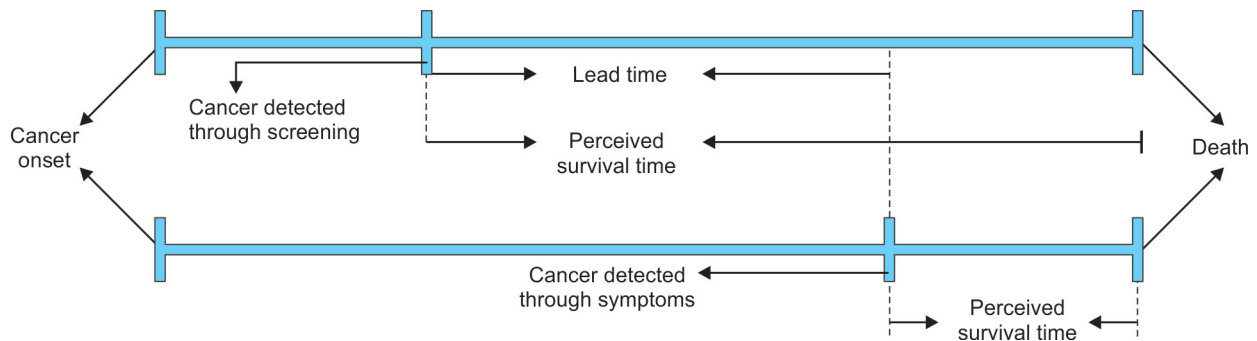 Lead time
Cancer detected
through screening
Cancer
onset
Perceived
survival time
Death
Cancer detected
through symptoms
Perceived
survival time